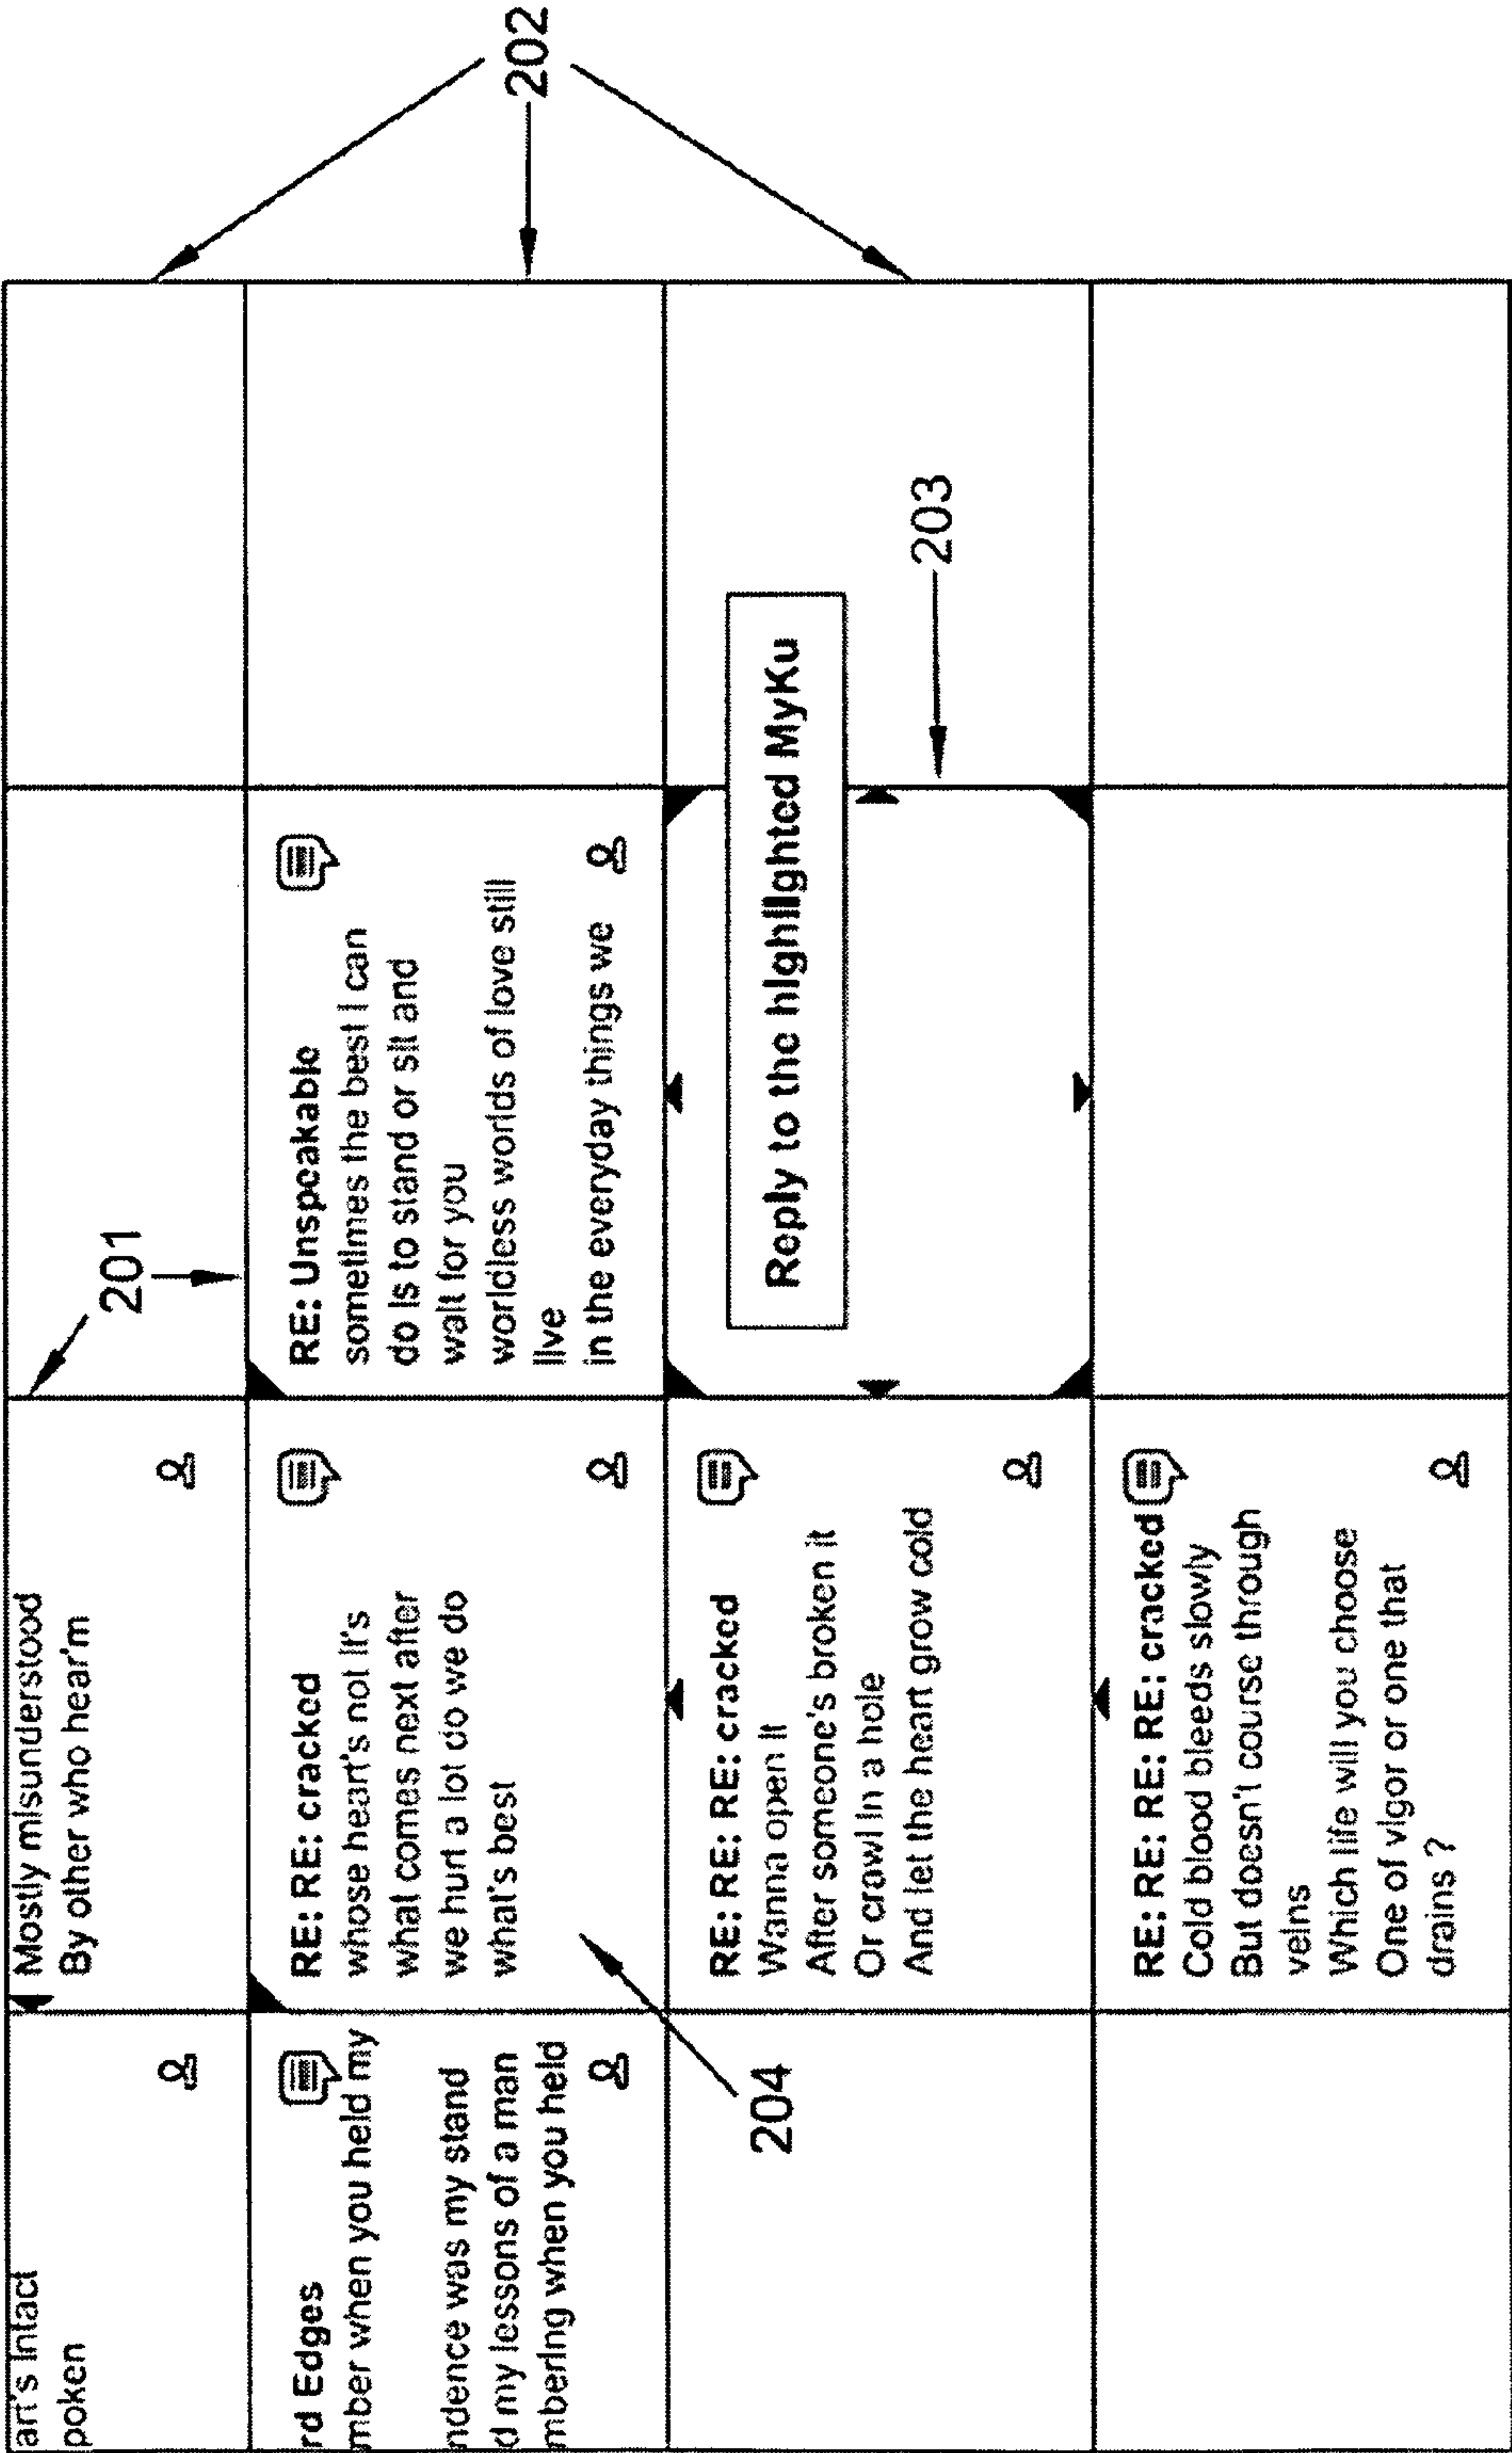 art's intact
poken
Mostly misunderstood
By other who hear'm
201
202
rd Edges
mber when you held my
ndence was my stand
d my lessons of a man
mbering when you held
RE: RE: cracked
whose heart's not it's
what comes next after
we hurt a lot do we do
what's best
RE: Unspeakable
sometimes the best I can
do is to stand or sit and
wait for you
worldless worlds of love still
live
in the everyday things we
204
RE: RE: RE: cracked
Wanna open it
After someone's broken it
Or crawl in a hole
And let the heart grow cold
Reply to the highlighted MyKu
203
RE: RE: RE: RE: cracked
Cold blood bleeds slowly
But doesn't course through
veins
Which life will you choose
One of vigor or one that
drains ?